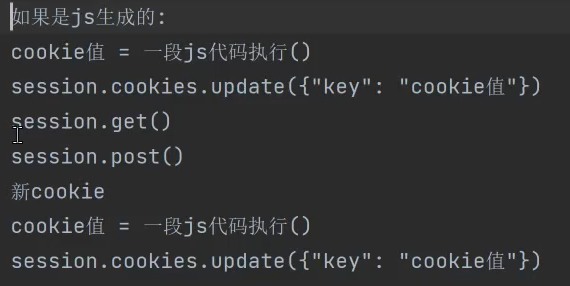 如果是js生成的:
cookie值 = 一段js代码执行()
session.cookies.update({"key": "cookie值"})
session.get()
session.post()
新cookie
cookie值 = 一段js代码执行()
session.cookies.update({"key": "cookie值"})